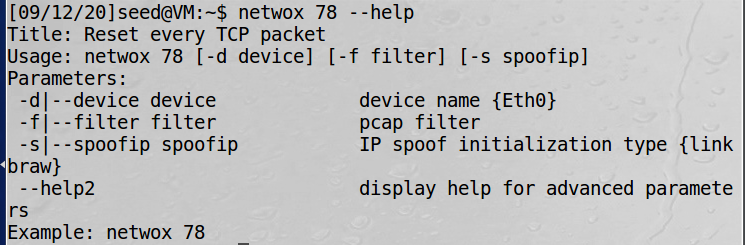 [09/12/20]seed@VM:~$ netwox 78 --help
Title: Reset every TCP packet
Usage: netwox 78 [-d device] [-f filter] [-s spoofip]
Parameters:
 -d|--device device             device name {Eth0}
 -f|--filter filter             pcap filter
 -s|--spoofip spoofip           IP spoof initialization type {link
braw}
 --help2                        display help for advanced paramete
rs
Example: netwox 78